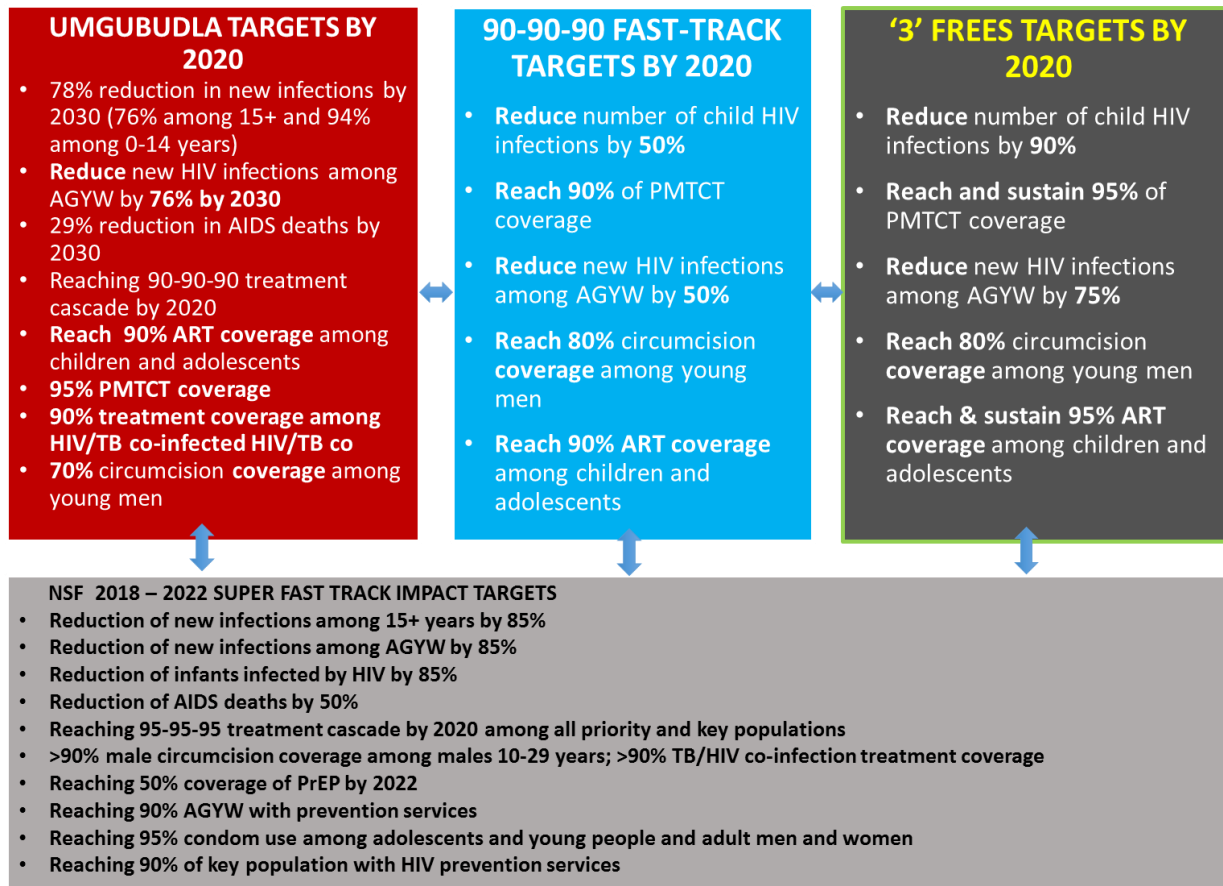 UMGUBUDLA TARGETS BY
2020
• 78% reduction in new infections by
2030 (76% among 15+ and 94%
among 0-14 years)
• Reduce new HIV infections among
AGYW by 76% by 2030
• 29% reduction in AIDS deaths by
2030
• Reaching 90-90-90 treatment
cascade by 2020
• Reach 90% ART coverage among
children and adolescents
• 95% PMTCT coverage
• 90% treatment coverage among
HIV/TB co-infected HIV/TB co
• 70% circumcision coverage among
young men
90-90-90 FAST-TRACK
TARGETS BY 2020
• Reduce number of child HIV
infections by 50%
• Reach 90% of PMTCT
coverage
• Reduce new HIV infections
among AGYW by 50%
• Reach 80% circumcision
coverage among young
men
• Reach 90% ART coverage
among children and
adolescents
‘3’ FREES TARGETS BY
2020
• Reduce number of child HIV
infections by 90%
• Reach and sustain 95% of
PMTCT coverage
• Reduce new HIV infections
among AGYW by 75%
• Reach 80% circumcision
coverage among young men
• Reach & sustain 95% ART
coverage among children and
adolescents
NSF 2018 – 2022 SUPER FAST TRACK IMPACT TARGETS
• Reduction of new infections among 15+ years by 85%
• Reduction of new infections among AGYW by 85%
• Reduction of infants infected by HIV by 85%
• Reduction of AIDS deaths by 50%
• Reaching 95-95-95 treatment cascade by 2020 among all priority and key populations
• >90% male circumcision coverage among males 10-29 years; >90% TB/HIV co-infection treatment coverage
• Reaching 50% coverage of PrEP by 2022
• Reaching 90% AGYW with prevention services
• Reaching 95% condom use among adolescents and young people and adult men and women
• Reaching 90% of key population with HIV prevention services